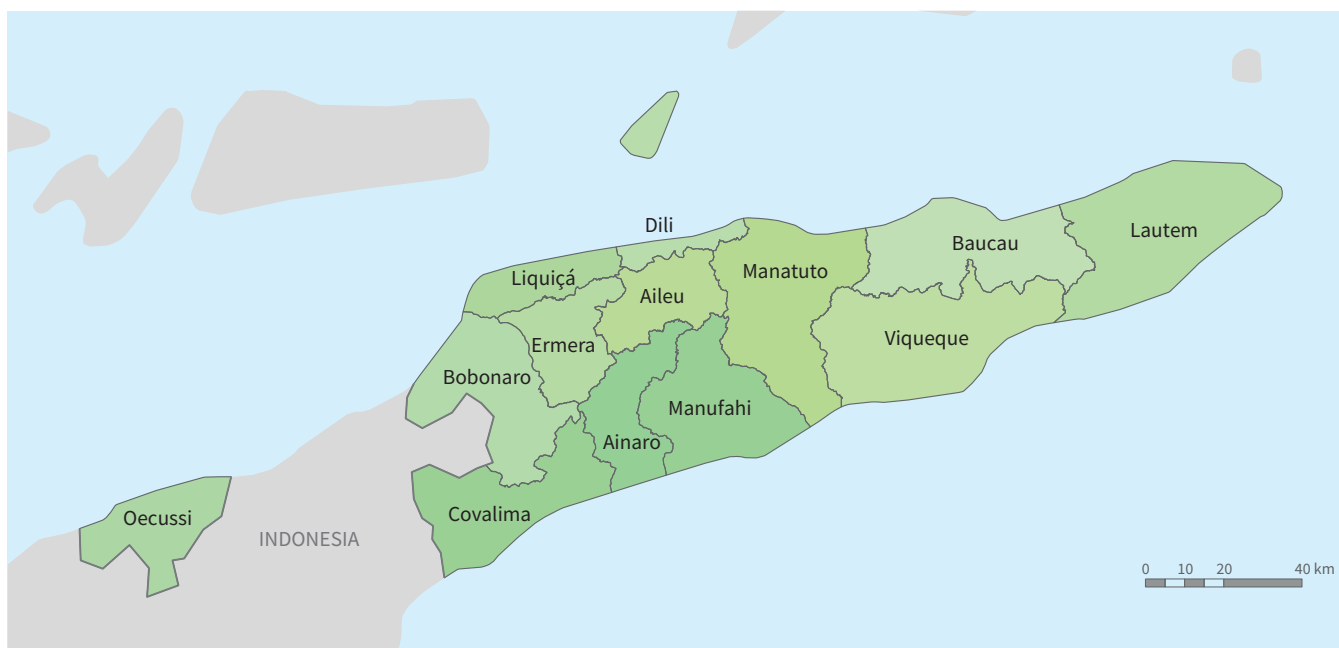 Dili
Lautem
Baucau
Manatuto
Liquiçá
Aileu
Viqueque
Ermera
Bobonaro
Manufahi
Ainaro
Covalima
Oecussi
INDONESIA
0 10 20 40 km